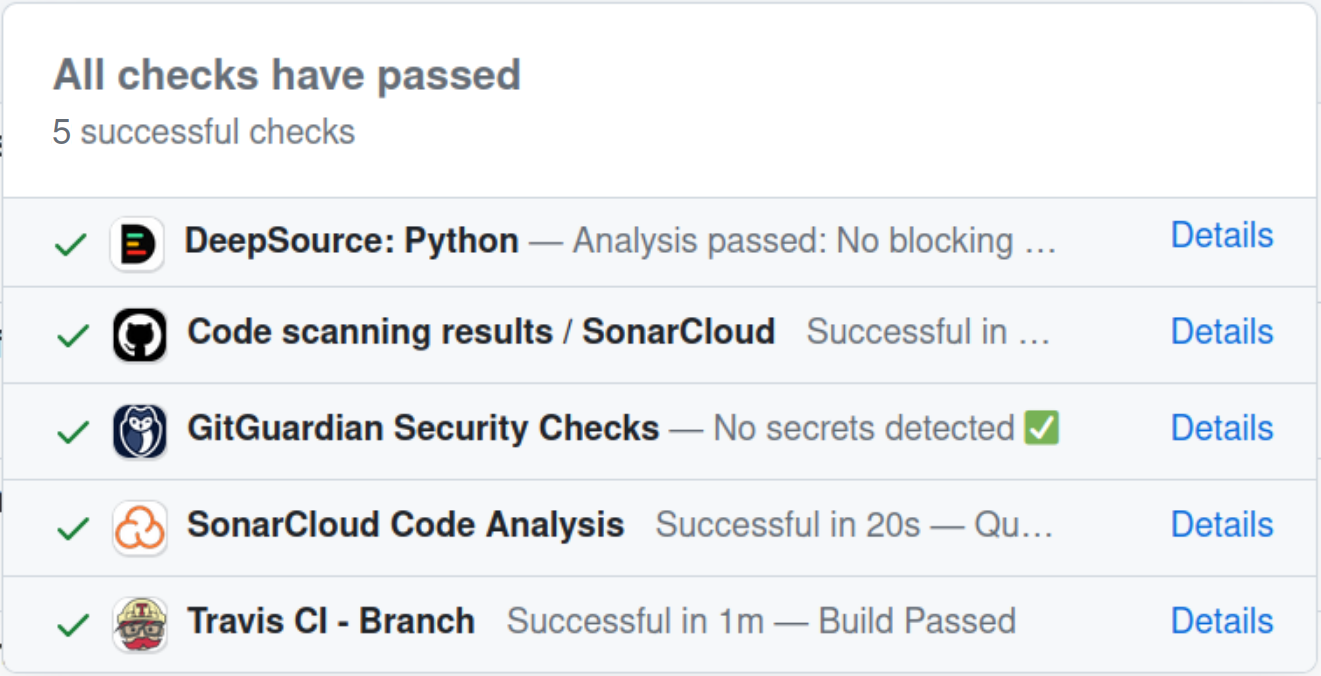 All checks have passed
5 successful checks
DeepSource: Python — Analysis passed: No blocking … Details
Code scanning results / SonarCloud Successful in … Details
GitGuardian Security Checks — No secrets detected ✅ Details
SonarCloud Code Analysis Successful in 20s — Qu… Details
Travis CI - Branch Successful in 1m — Build Passed Details